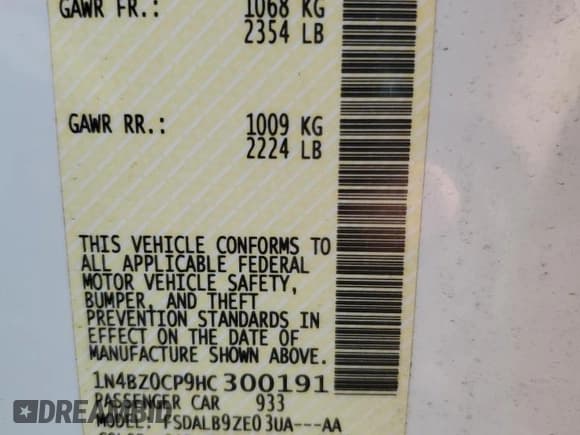 GAWR FR.: 1068 KG
2354 LB
GAWR RR.: 1009 KG
2224 LB
THIS VEHICLE CONFORMS TO
ALL APPLICABLE FEDERAL
MOTOR VEHICLE SAFETY,
BUMPER, AND THEFT
PREVENTION STANDARDS IN
EFFECT ON THE DATE OF
MANUFACTURE SHOWN ABOVE.
1N4BZ0CP9HC300191
PASSENGER CAR 933
MODEL: FSDALB9ZE03UA---AA
DREAMBID